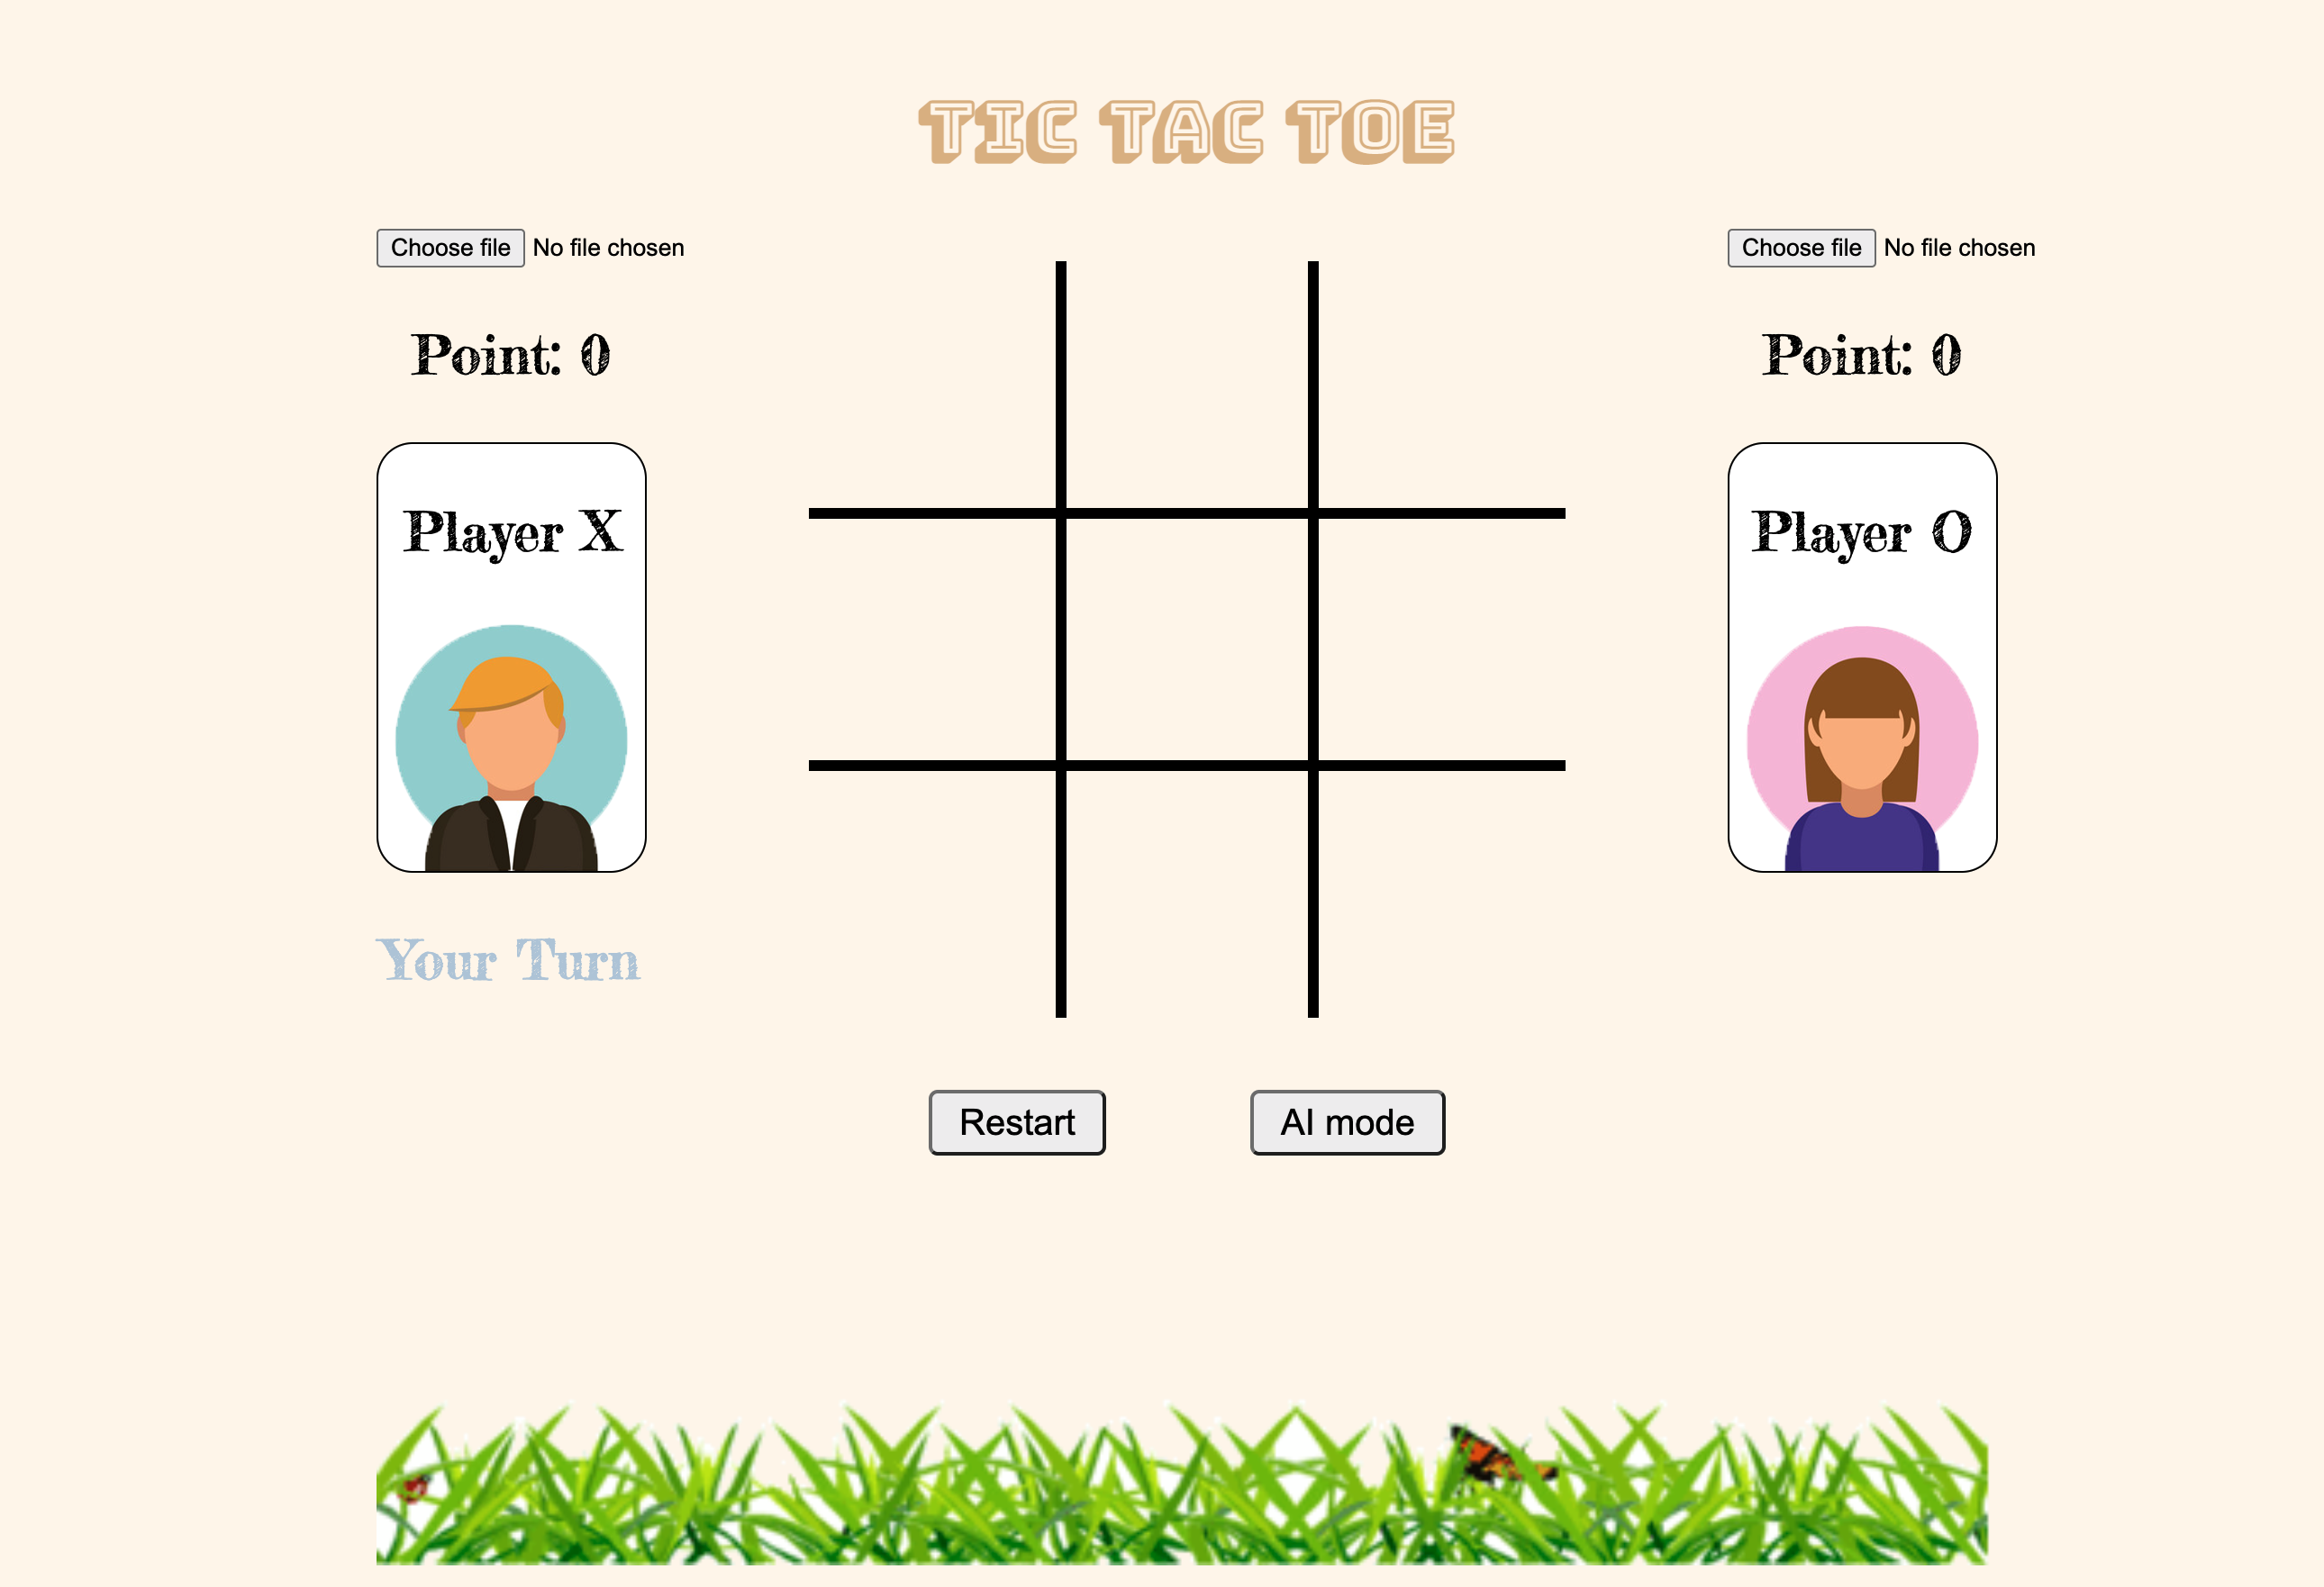 TIC TAC TOE
Choose file No file chosen
Choose file No file chosen
Point: 0
Point: 0
Player X
Player O
Your Turn
Restart
AI mode